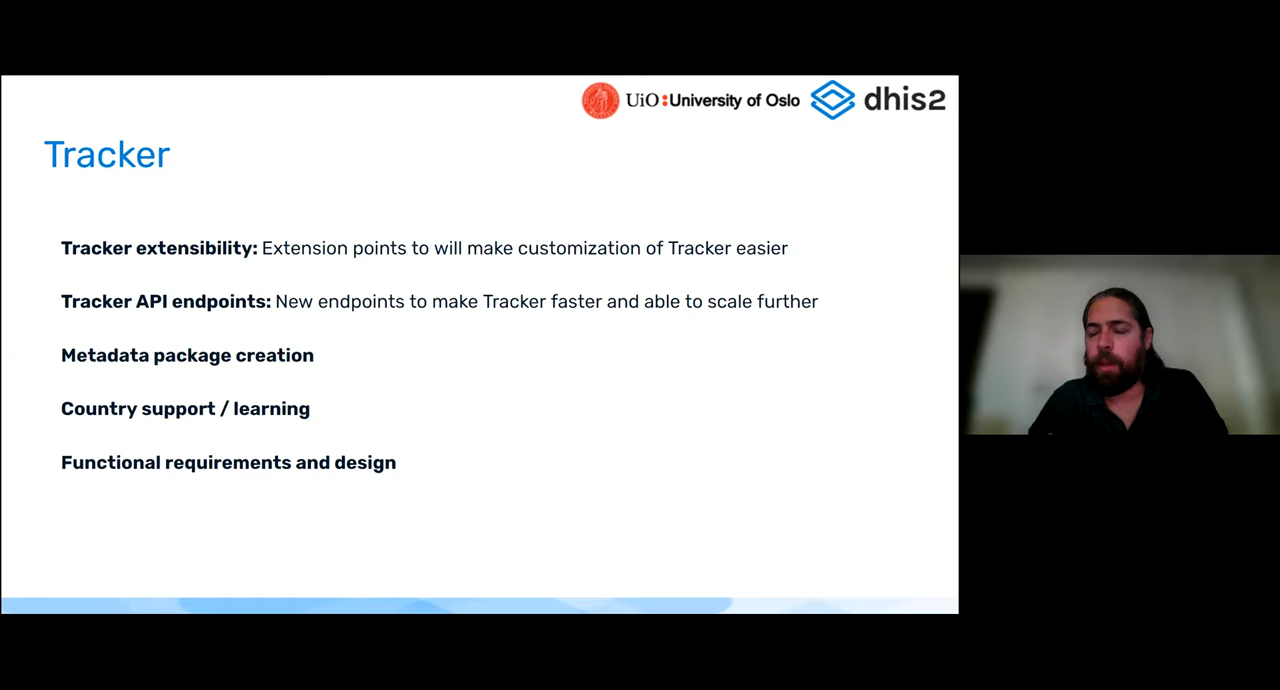 UiO:University of Oslo dhis2
Tracker
Tracker extensibility: Extension points to will make customization of Tracker easier
Tracker API endpoints: New endpoints to make Tracker faster and able to scale further
Metadata package creation
Country support / learning
Functional requirements and design